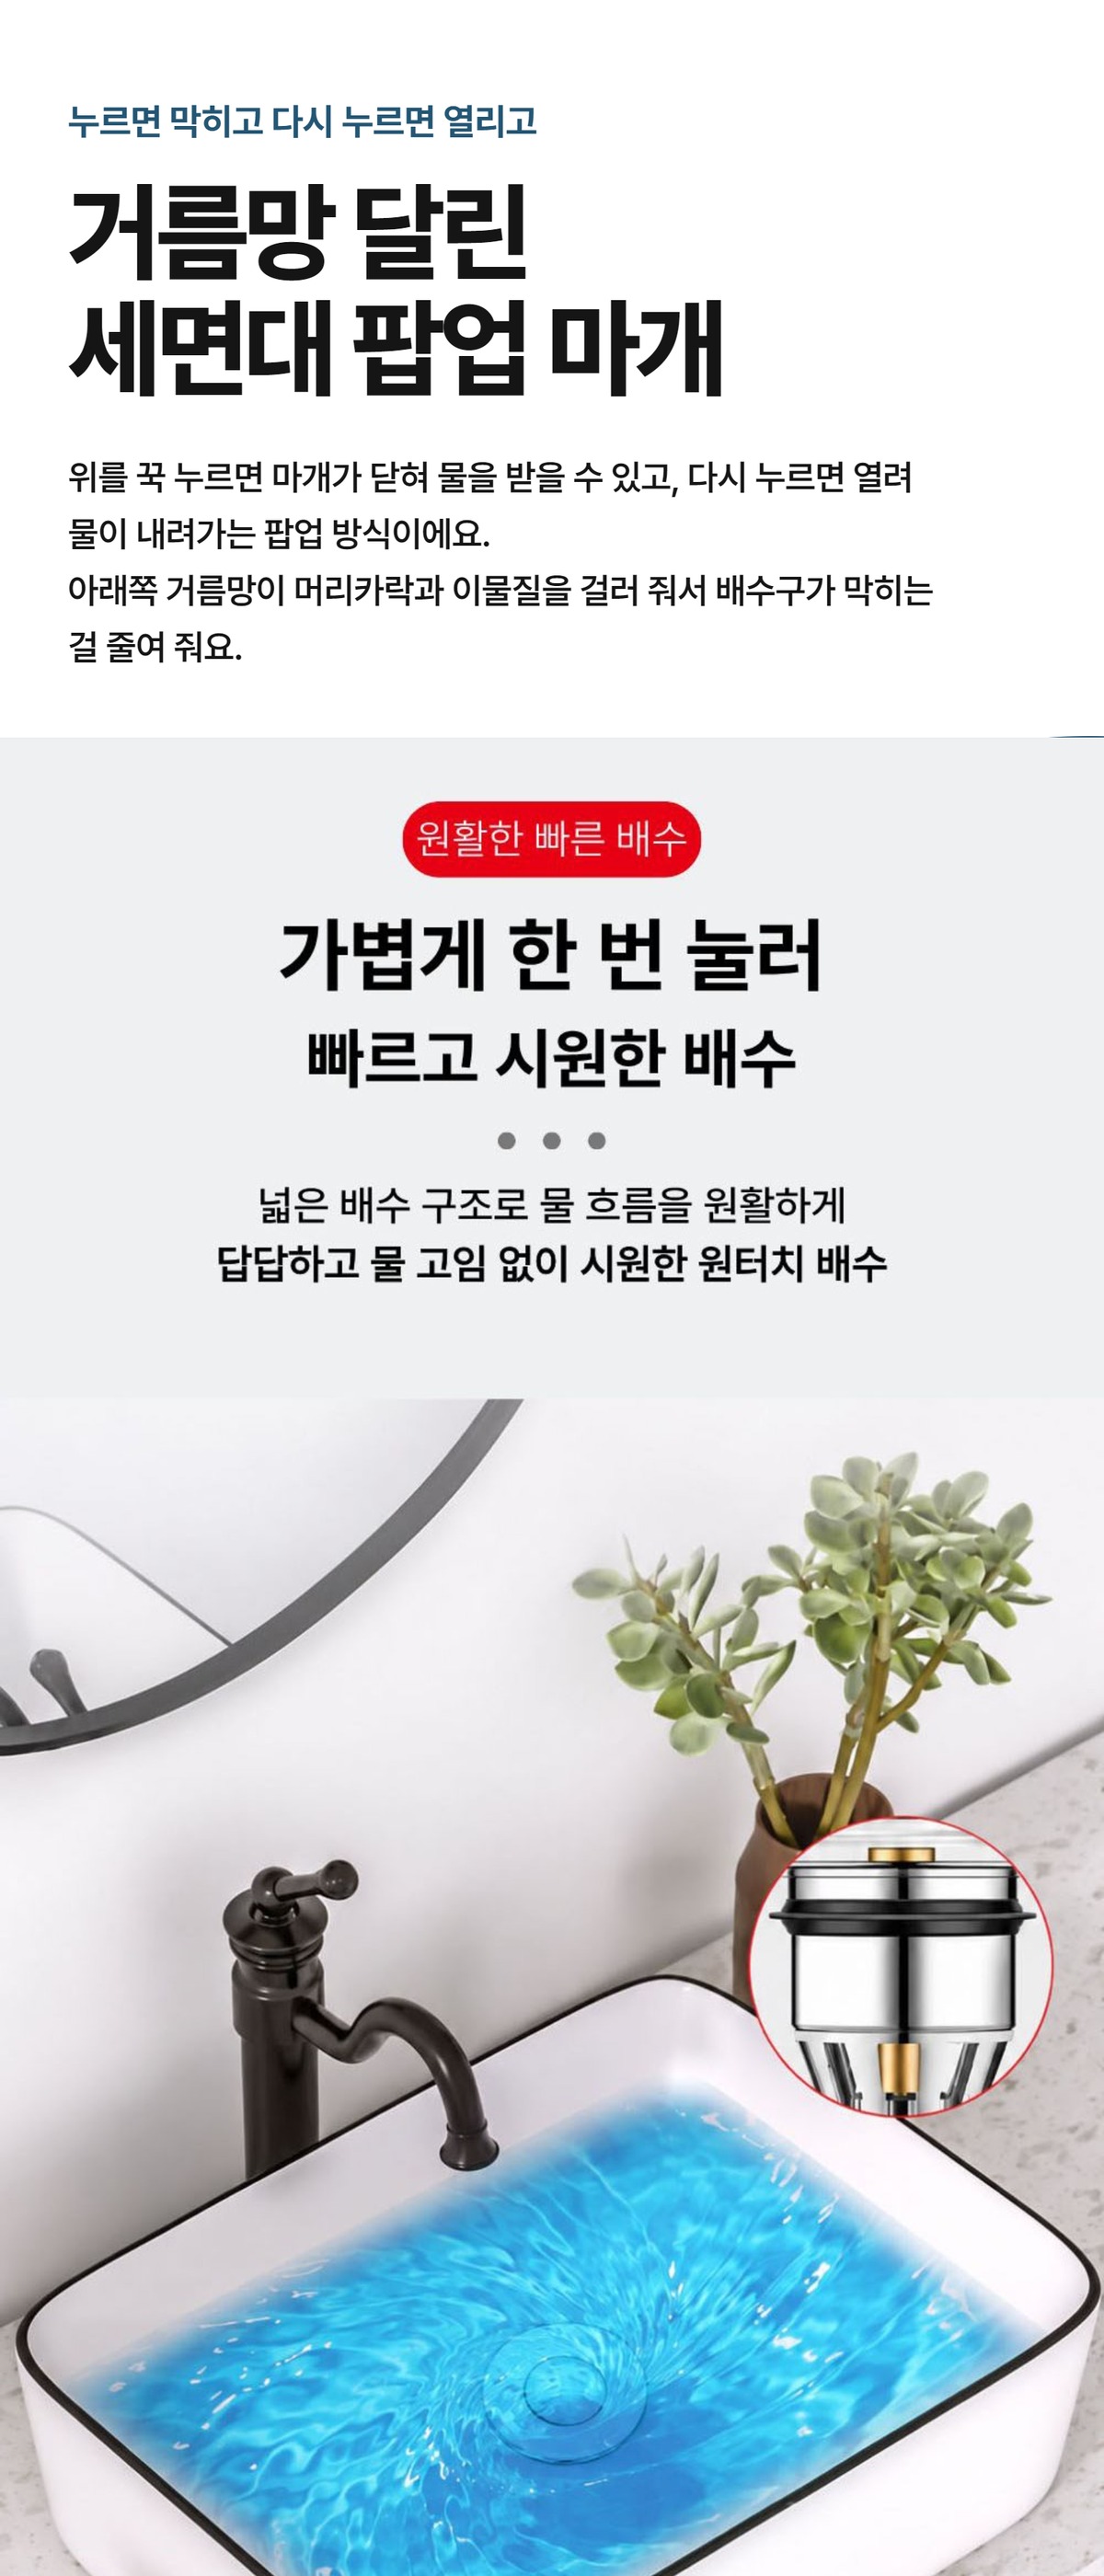 누르면 막히고 다시 누르면 열리고
거름망 달린
세면대 팝업 마개
위를 꾹 누르면 마개가 닫혀 물을 받을 수 있고, 다시 누르면 열려
물이 내려가는 팝업 방식이에요.
아래쪽 거름망이 머리카락과 이물질을 걸러 줘서 배수구가 막히는
걸 줄여 줘요.
원활한 빠른 배수
가볍게 한 번 눌러
빠르고 시원한 배수
넓은 배수 구조로 물 흐름을 원활하게
답답하고 물 고임 없이 시원한 원터치 배수